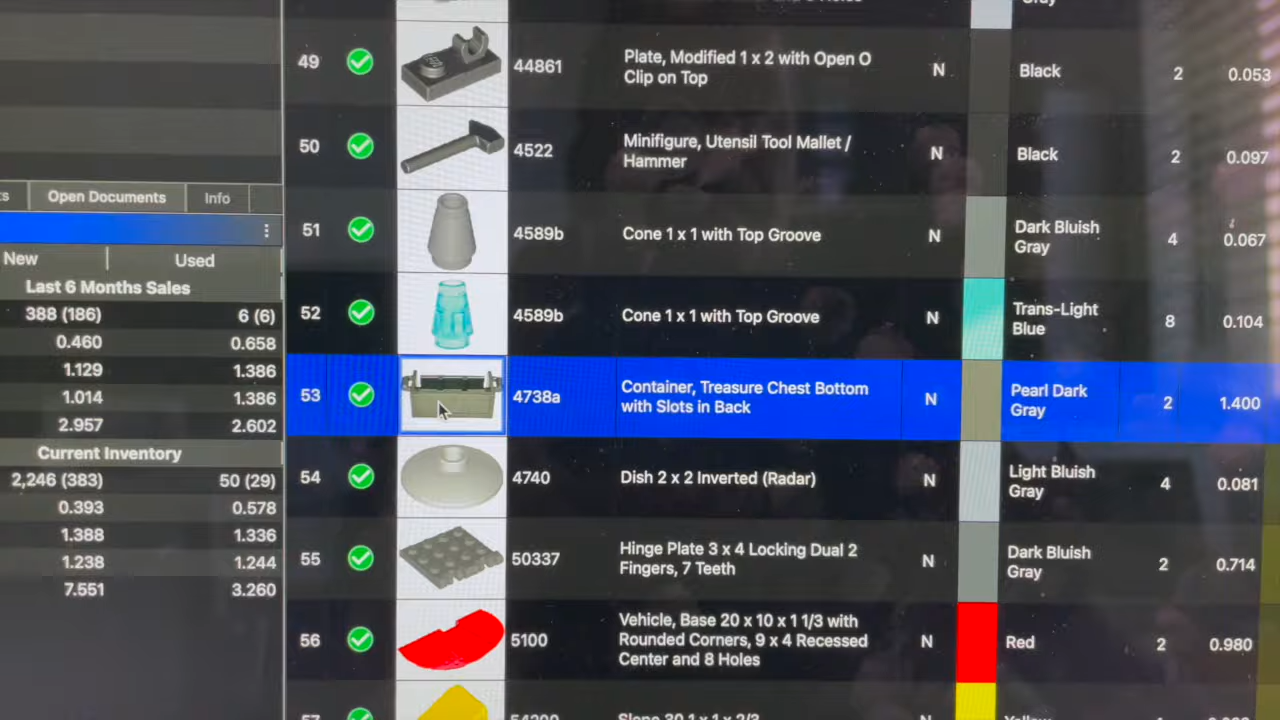 Gray
49
44861
Plate, Modified 1 x 2 with Open O
Clip on Top
N
Black
2
0.053
50
4522
Minifigure, Utensil Tool Mallet /
Hammer
N
Black
2
0.097
Open Documents
Info
51
4589b
Cone 1 x 1 with Top Groove
N
Dark Bluish
Gray
4
0.067
New
Used
Last 6 Months Sales
388 (186)
6 (6)
0.460
0.658
1.129
1.386
1.014
1.386
2.957
2.602
Current Inventory
2,246 (383)
50 (29)
0.393
0.578
1.388
1.336
1.238
1.244
7.551
3.260
52
4589b
Cone 1 x 1 with Top Groove
N
Trans-Light
Blue
8
0.104
53
4738a
Container, Treasure Chest Bottom
with Slots in Back
N
Pearl Dark
Gray
2
1.400
54
4740
Dish 2 x 2 Inverted (Radar)
N
Light Bluish
Gray
4
0.081
55
50337
Hinge Plate 3 x 4 Locking Dual 2
Fingers, 7 Teeth
N
Dark Bluish
Gray
2
0.714
56
5100
Vehicle, Base 20 x 10 x 1 1/3 with
Rounded Corners, 9 x 4 Recessed
Center and 8 Holes
N
Red
2
0.980